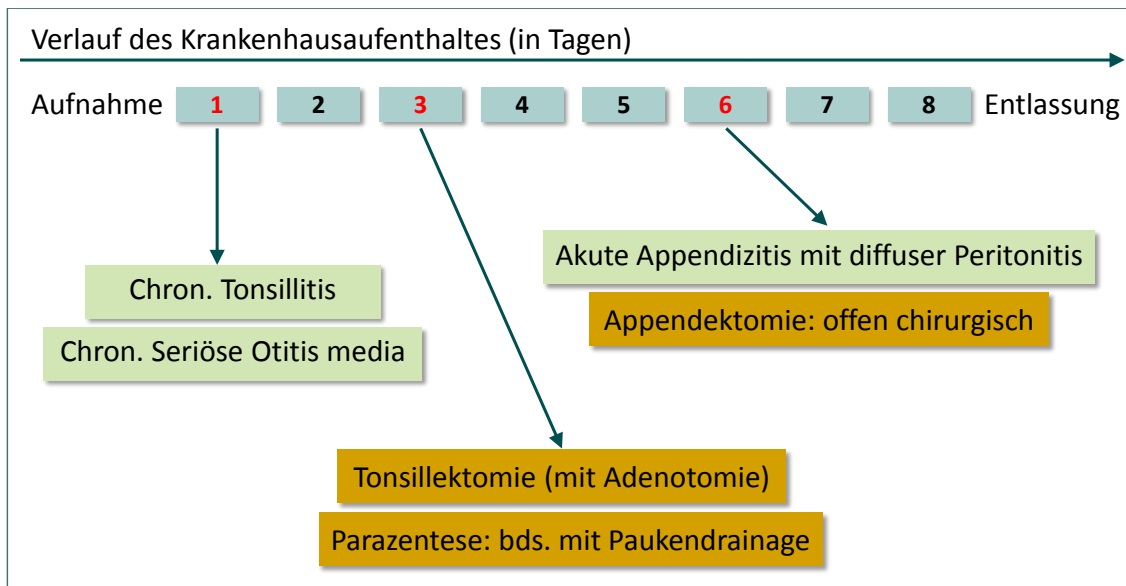 Verlauf des Krankenhausaufenthaltes (in Tagen)
Aufnahme 1 2 3 4 5 6 7 8 Entlassung
Akute Appendizitis mit diffuser Peritonitis
Chron. Tonsillitis
Appendektomie: offen chirurgisch
Chron. Seriöse Otitis media
Tonsillektomie (mit Adenotomie)
Parazentese: bds. mit Paukendrainage